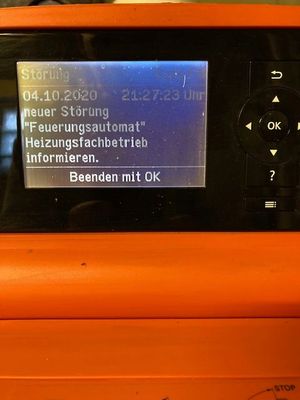 Störung
04.10.2020 21:27:23 Uhr
neuer Störung
"Feuerungsautomat"
Heizungsfachbetrieb
informieren.
Beenden mit OK
OK
?
STOP